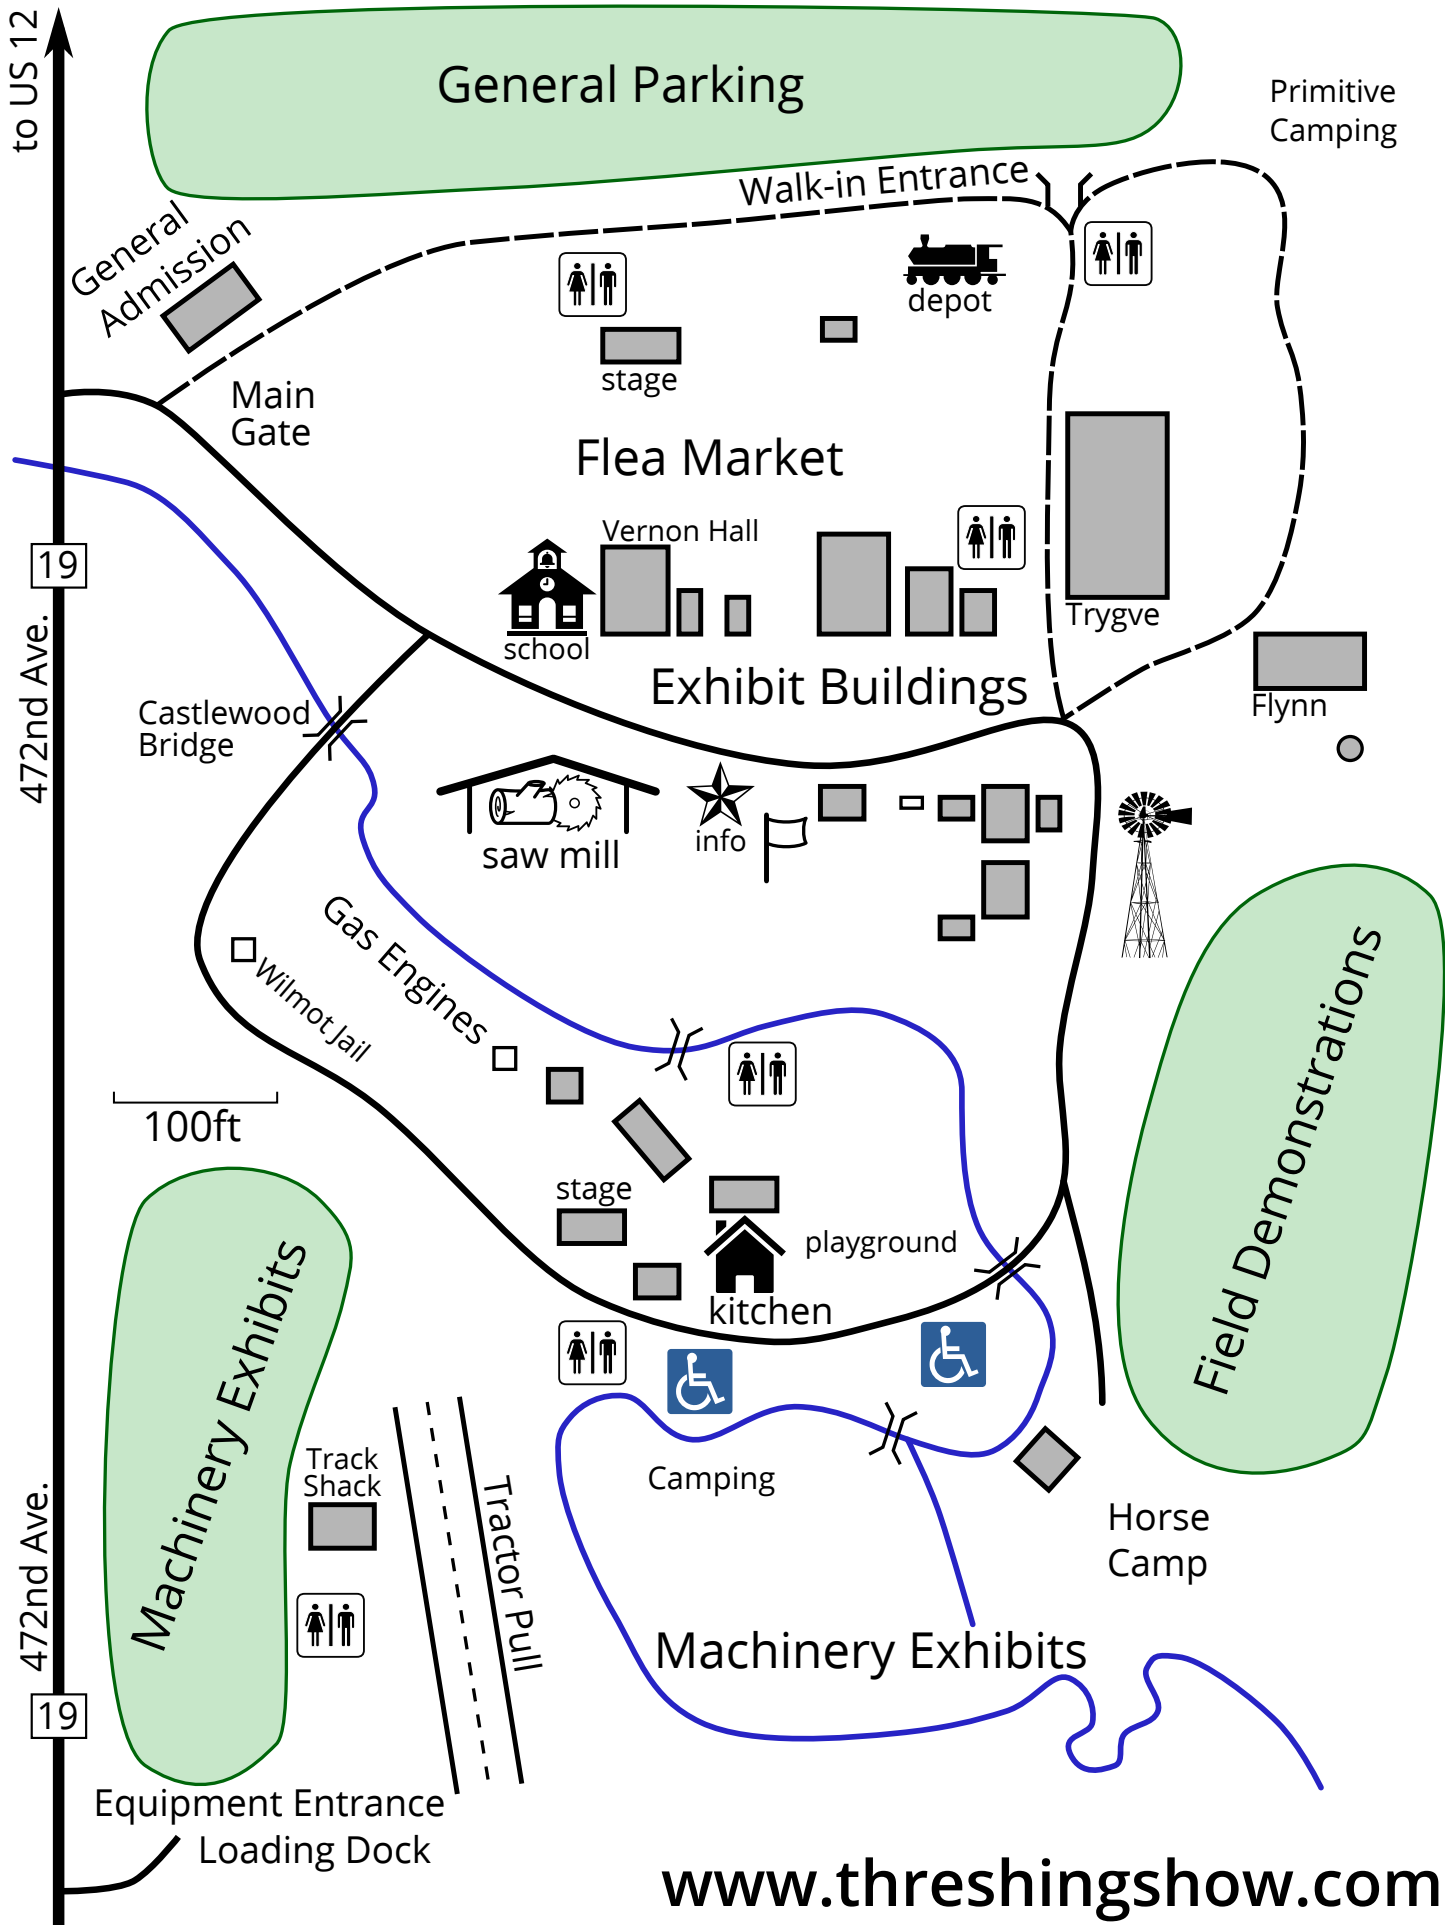 to US 12
General Parking
Primitive
Camping
Walk-in Entrance
General
Admission
depot
stage
Main
Gate
Flea Market
Vernon Hall
19
school
Trygve
Exhibit Buildings
Flynn
472nd Ave.
Castlewood
Bridge
info
saw mill
Gas Engines
Wilmot Jail
Field Demonstrations
100ft
stage
playground
kitchen
Machinery Exhibits
Track
Shack
Tractor Pull
Camping
Horse
Camp
472nd Ave.
Machinery Exhibits
19
Equipment Entrance
Loading Dock
www.threshingshow.com